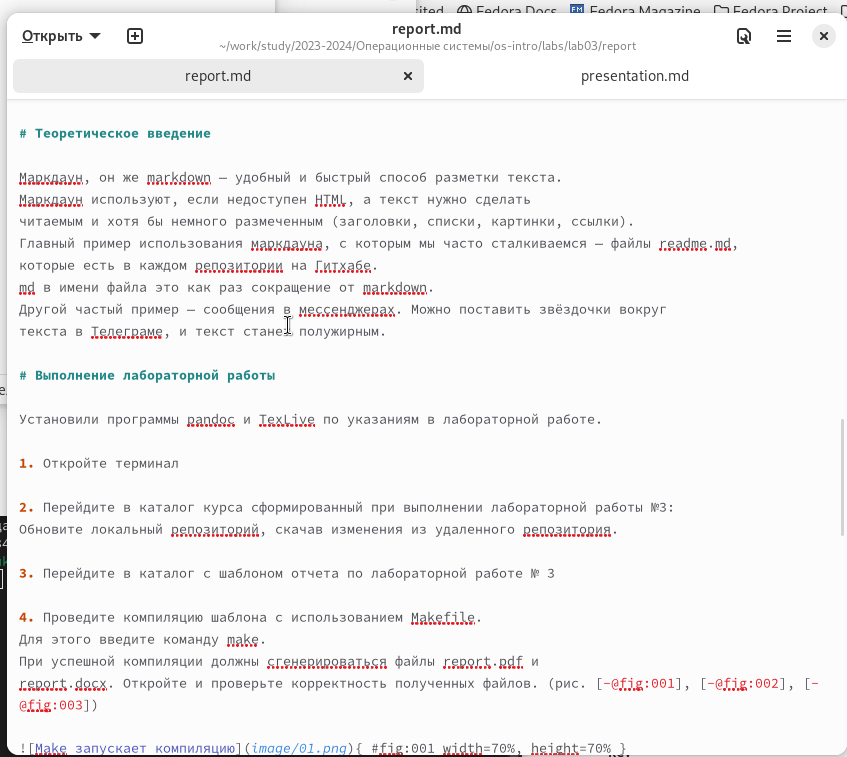 Fedora Docs Fedora Magazine Fedora Project
Открыть
report.md
~/work/study/2023-2024/Операционные системы/os-intro/labs/lab03/report
report.md
presentation.md
# Теоретическое введение
Маркдаун, он же markdown — удобный и быстрый способ разметки текста.
Маркдаун используют, если недоступен HTML, а текст нужно сделать
читаемым и хотя бы немного размеченным (заголовки, списки, картинки, ссылки).
Главный пример использования маркдауна, с которым мы часто сталкиваемся — файлы readme.md,
которые есть в каждом репозитории на Гитхабе.
md в имени файла это как раз сокращение от markdown.
Другой частый пример — сообщения в мессенджерах. Можно поставить звёздочки вокруг
текста в Телеграме, и текст станет полужирным.
# Выполнение лабораторной работы
Установили программы pandoc и TexLive по указаниям в лабораторной работе.
1. Откройте терминал
2. Перейдите в каталог курса сформированный при выполнении лабораторной работы №3:
Обновите локальный репозиторий, скачав изменения из удаленного репозитория.
3. Перейдите в каталог с шаблоном отчета по лабораторной работе № 3
4. Проведите компиляцию шаблона с использованием Makefile.
Для этого введите команду make.
При успешной компиляции должны сгенерироваться файлы report.pdf и
report.docx. Откройте и проверьте корректность полученных файлов. (рис. [-@fig:001], [-@fig:002], [-
@fig:003])
![Make запускает компиляцию](image/01.png){ #fig:001 width=70%, height=70% }